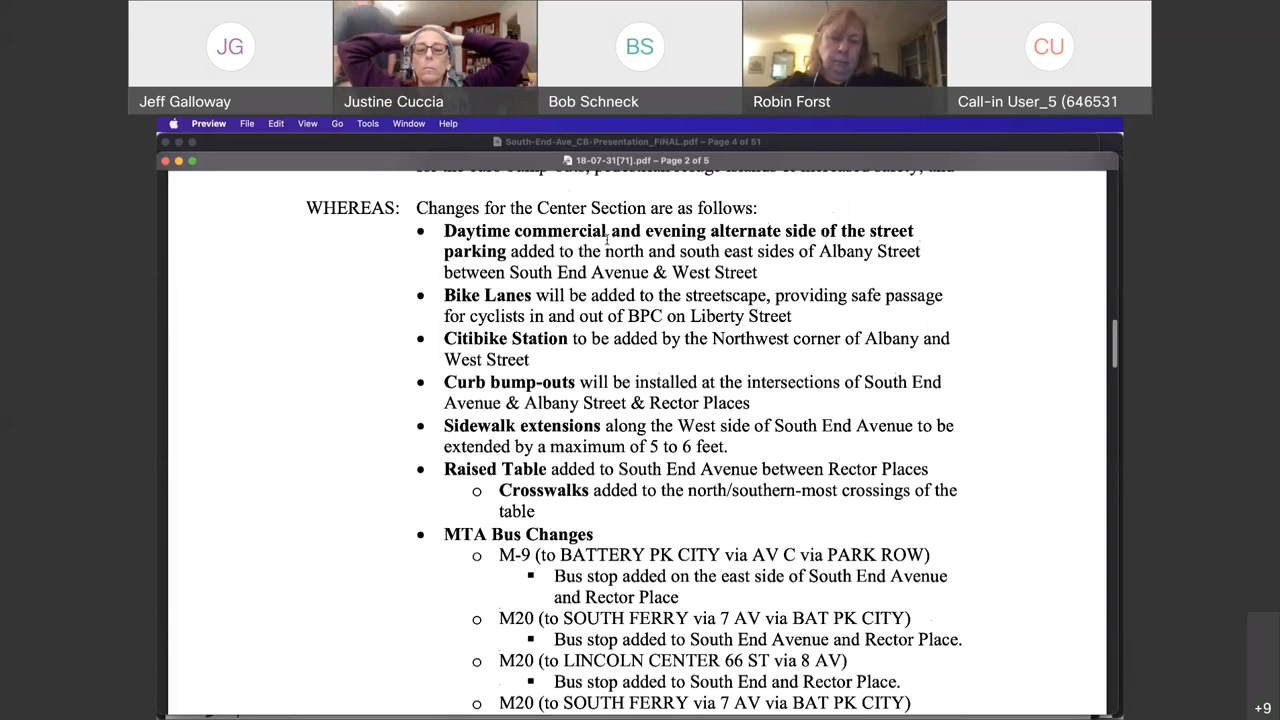 JG
BS
CU
Jeff Galloway
Justine Cuccia
Bob Schneck
Robin Forst
Call-in User_5 (646531
Preview File Edit View Go Tools Window Help
South-End-Ave_CB-Presentation_FINAL.pdf – Page 4 of 51
18-07-31[71].pdf – Page 2 of 5
WHEREAS: Changes for the Center Section are as follows:
• Daytime commercial and evening alternate side of the street
parking added to the north and south east sides of Albany Street
between South End Avenue & West Street
• Bike Lanes will be added to the streetscape, providing safe passage
for cyclists in and out of BPC on Liberty Street
• Citibike Station to be added by the Northwest corner of Albany and
West Street
• Curb bump-outs will be installed at the intersections of South End
Avenue & Albany Street & Rector Places
• Sidewalk extensions along the West side of South End Avenue to be
extended by a maximum of 5 to 6 feet.
• Raised Table added to South End Avenue between Rector Places
o Crosswalks added to the north/southern-most crossings of the
table
• MTA Bus Changes
o M-9 (to BATTERY PK CITY via AV C via PARK ROW)
▪ Bus stop added on the east side of South End Avenue
and Rector Place
o M20 (to SOUTH FERRY via 7 AV via BAT PK CITY)
▪ Bus stop added to South End Avenue and Rector Place.
o M20 (to LINCOLN CENTER 66 ST via 8 AV)
▪ Bus stop added to South End and Rector Place.
o M20 (to SOUTH FERRY via 7 AV via BAT PK CITY)
+9